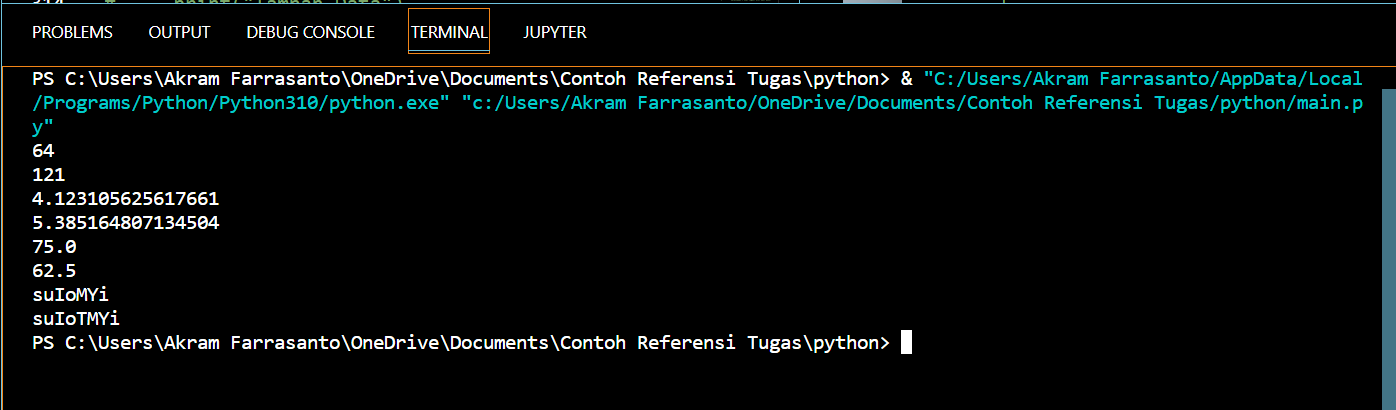 PROBLEMS OUTPUT DEBUG CONSOLE TERMINAL JUPYTER
PS C:\Users\Akram Farrasanto\OneDrive\Documents\Contoh Referensi Tugas\python> & "C:/Users/Akram Farrasanto/AppData/Local
/Programs/Python/Python310/python.exe" "c:/Users/Akram Farrasanto/OneDrive/Documents/Contoh Referensi Tugas/python/main.p
y"
64
121
4.123105625617661
5.385164807134504
75.0
62.5
suIoMYi
suIoTMYi
PS C:\Users\Akram Farrasanto\OneDrive\Documents\Contoh Referensi Tugas\python>